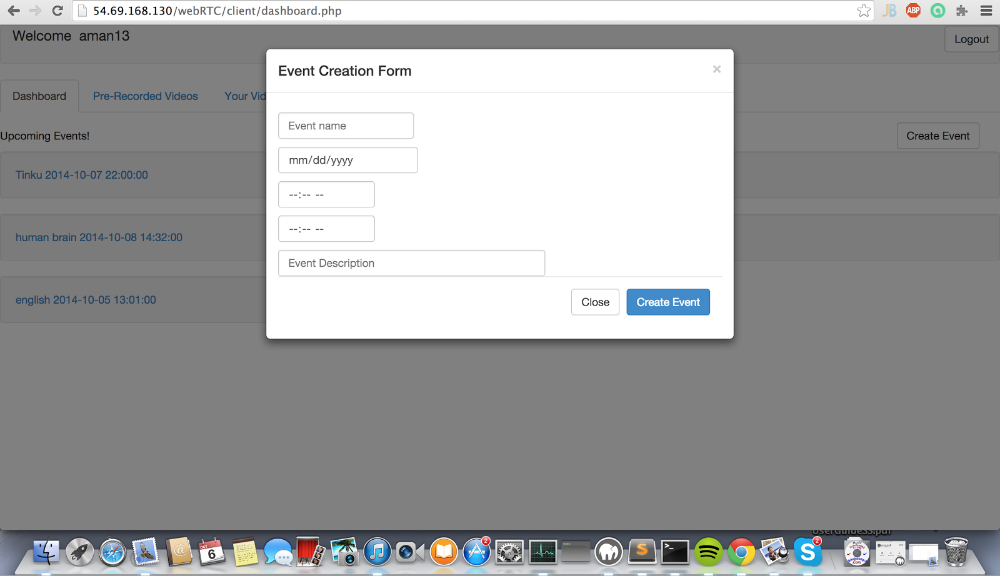 54.69.168.130/webRTC/client/dashboard.php
JB
ABP
Welcome aman13
Logout
Event Creation Form
×
Dashboard
Pre-Recorded Videos
Your Vid
Event name
Upcoming Events!
Create Event
mm/dd/yyyy
Tinku 2014-10-07 22:00:00
--:-- --
--:-- --
human brain 2014-10-08 14:32:00
Event Description
english 2014-10-05 13:01:00
Close
Create Event
OCT
6
2
2